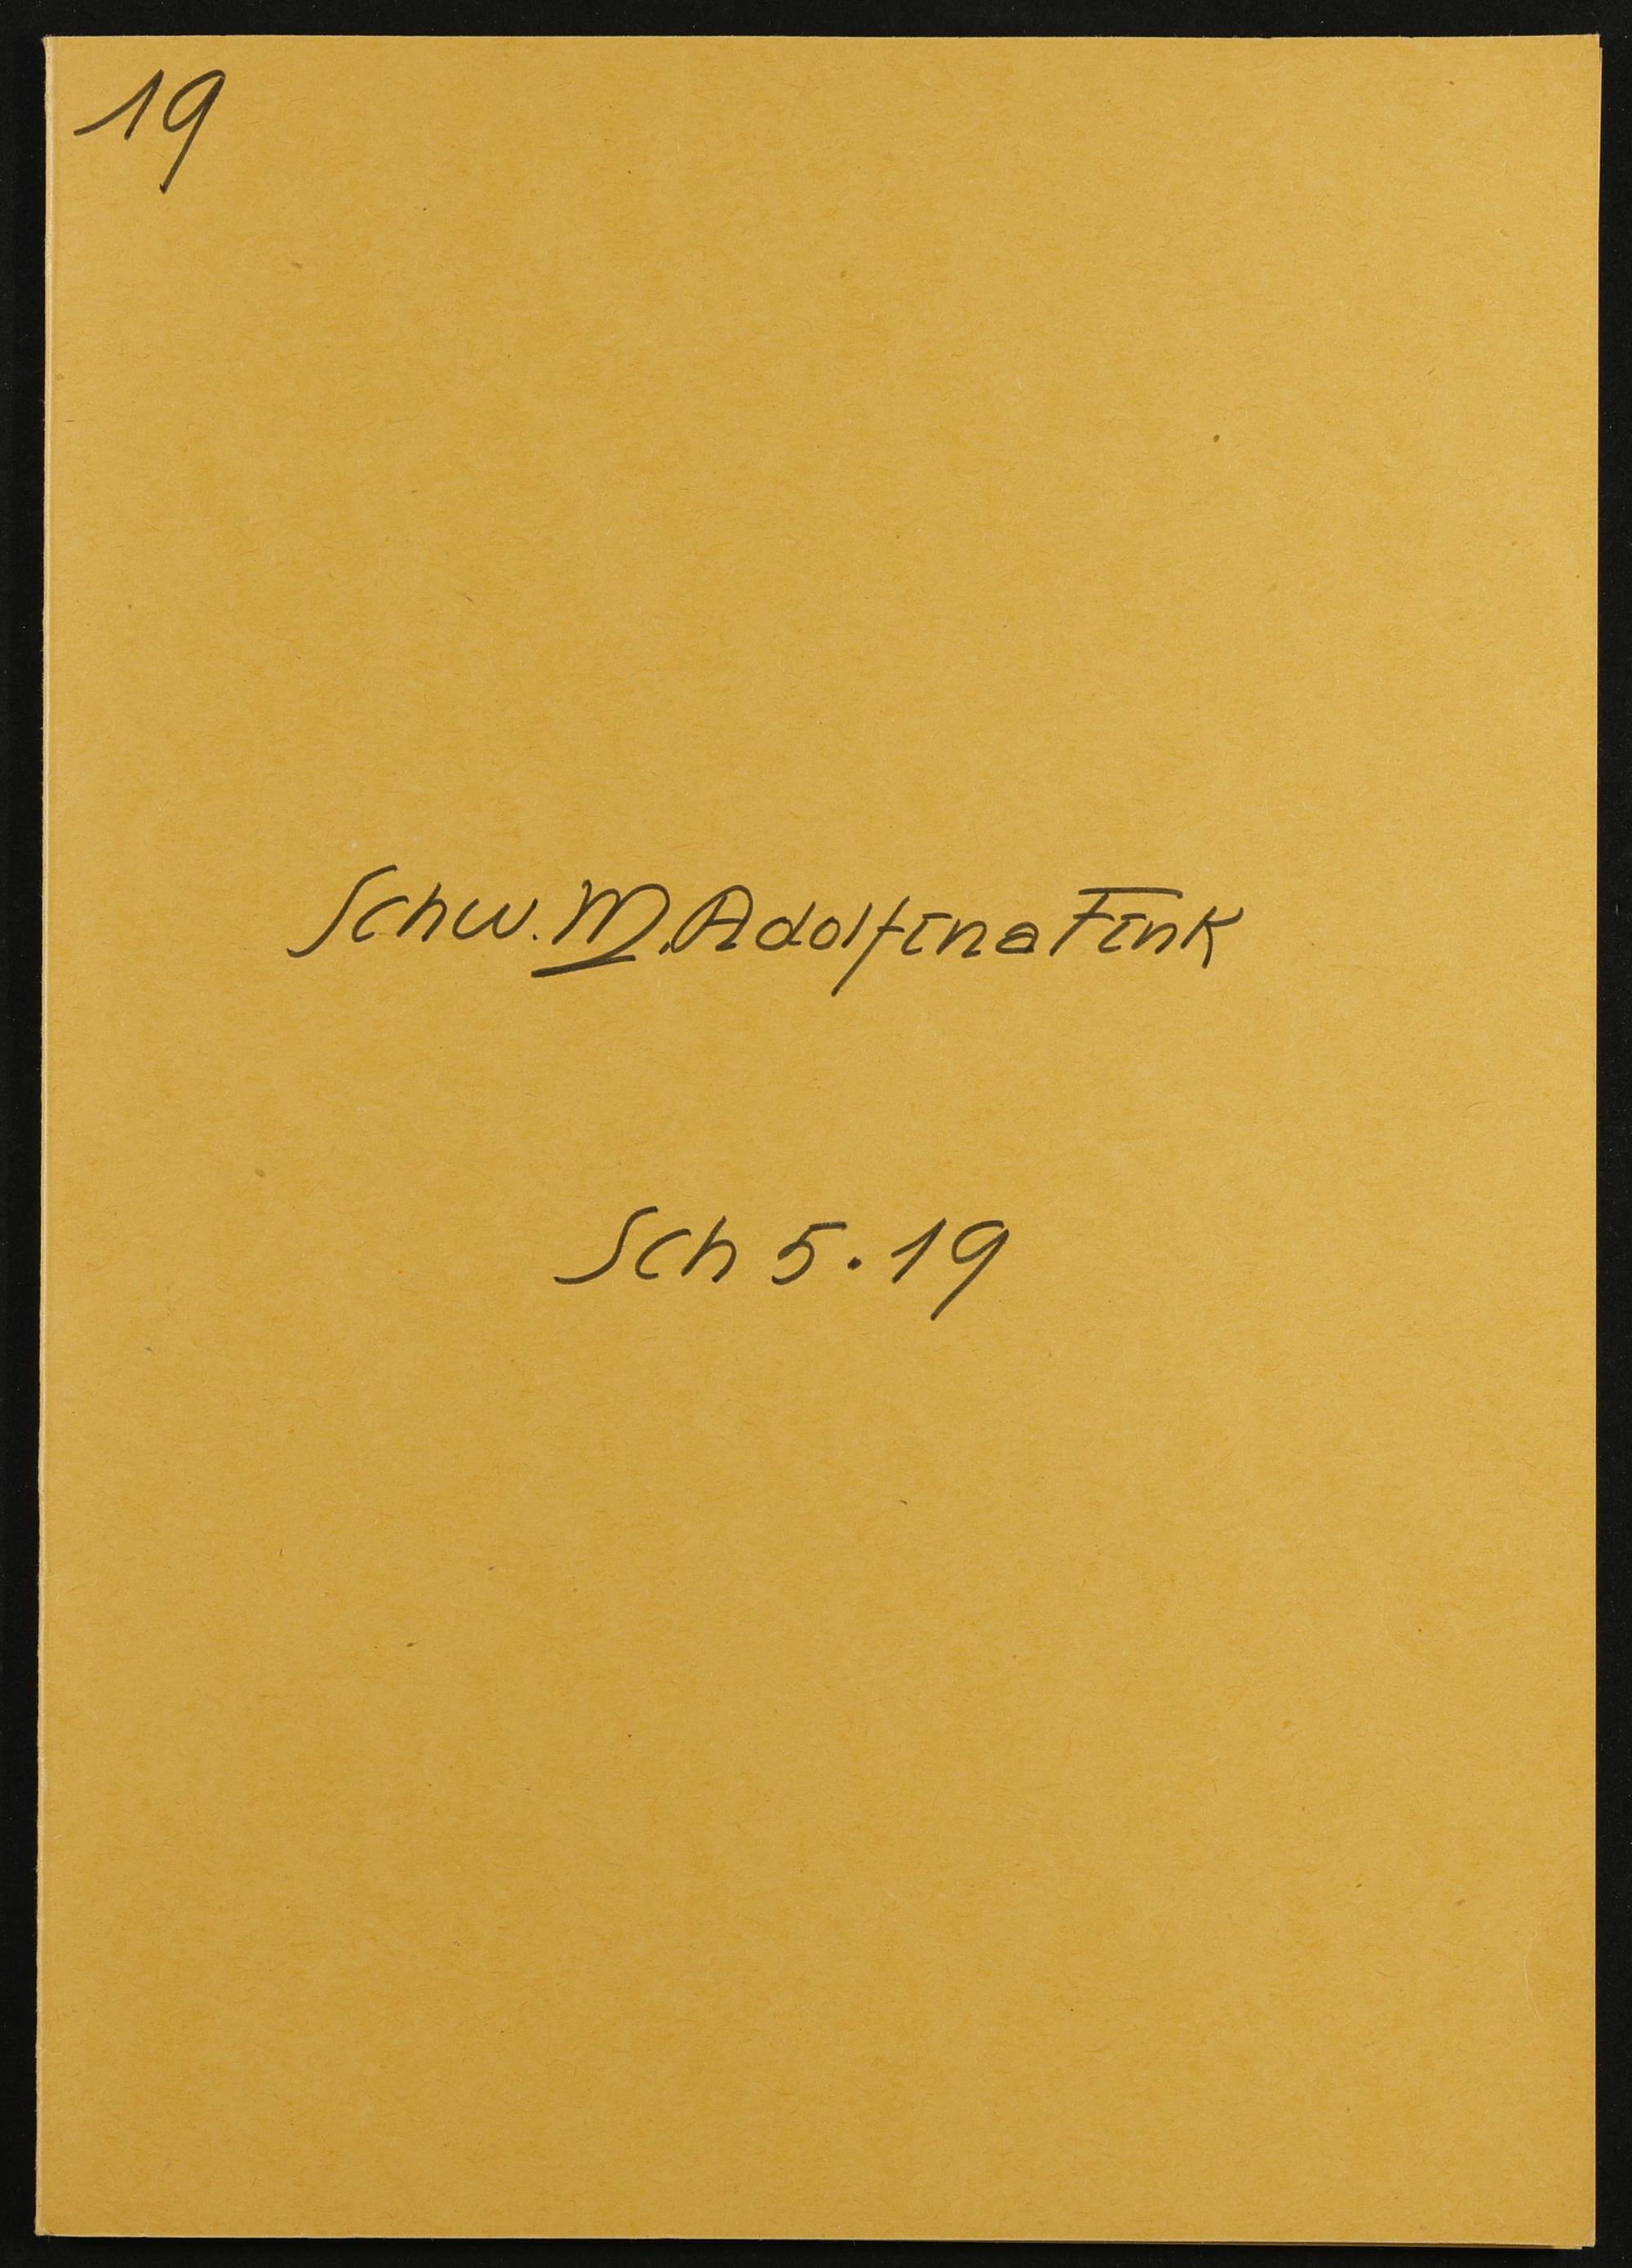 19
Schw. M. Adolfina Fink
Sch 5.19